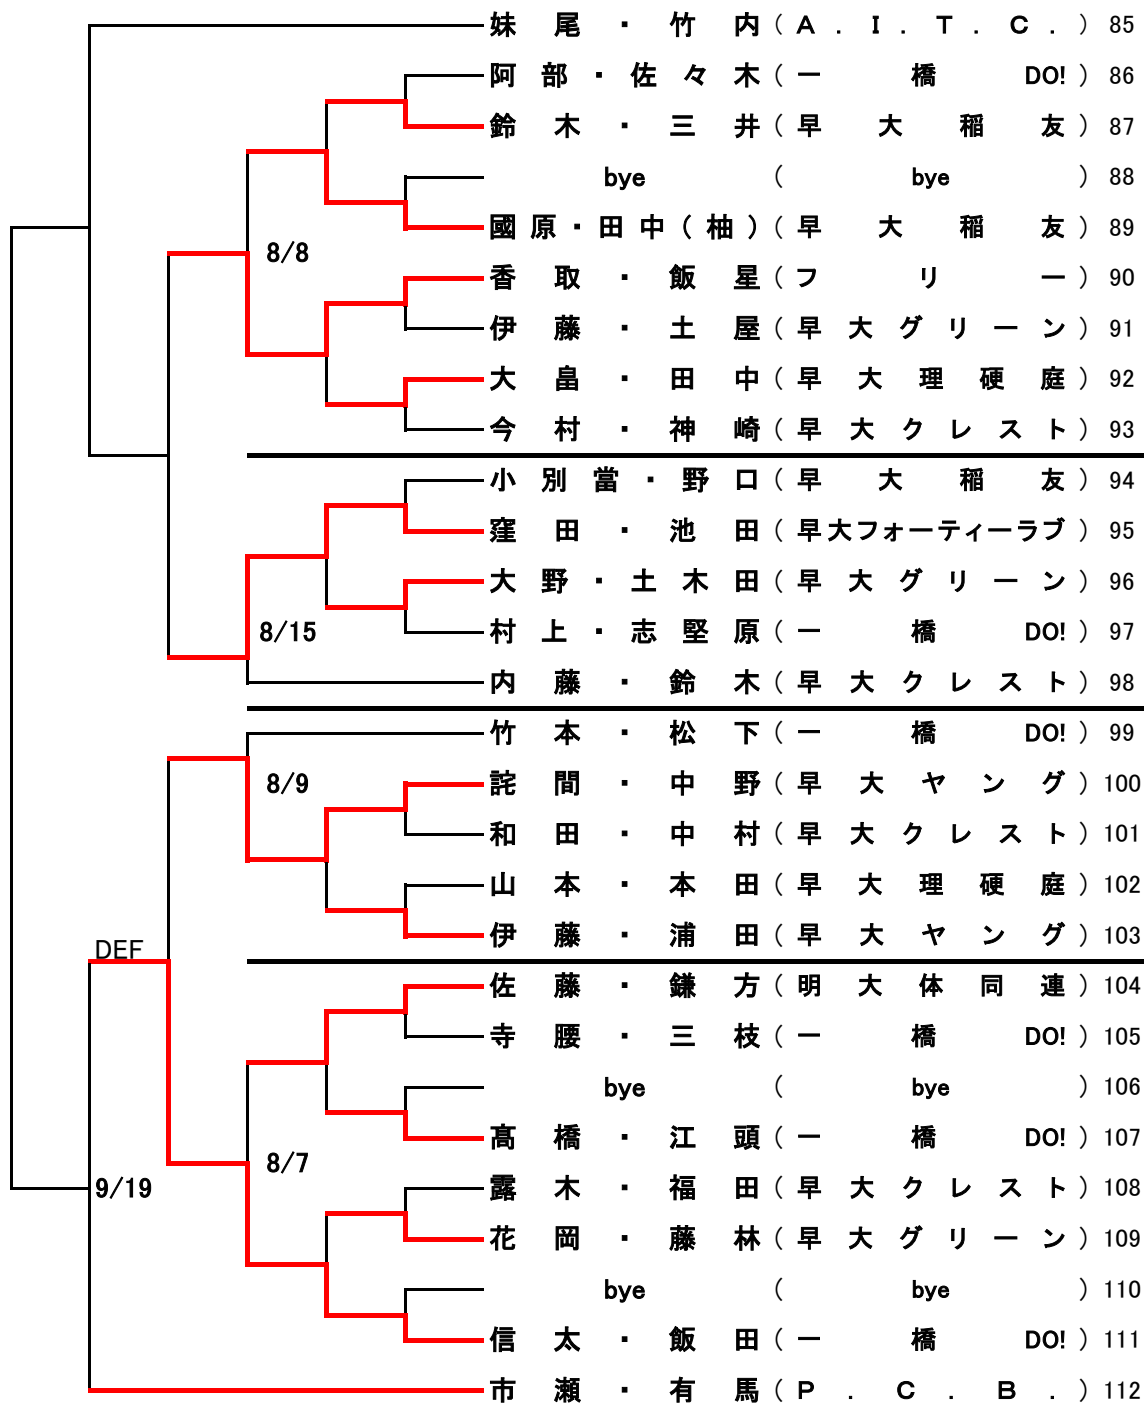 妹尾・竹内(A.I.T.C.) 85
阿部・佐々木(一橋DO!) 86
鈴木・三井(早大稲友) 87
bye(bye) 88
國原・田中(柚)(早大稲友) 89
8/8
香取・飯星(フリー) 90
伊藤・土屋(早大グリーン) 91
大畠・田中(早大理硬庭) 92
今村・神崎(早大クレスト) 93
小別當・野口(早大稲友) 94
窪田・池田(早大フォーティーラブ) 95
大野・土木田(早大グリーン) 96
8/15
村上・志堅原(一橋DO!) 97
内藤・鈴木(早大クレスト) 98
竹本・松下(一橋DO!) 99
8/9
詫間・中野(早大ヤング) 100
和田・中村(早大クレスト) 101
山本・本田(早大理硬庭) 102
伊藤・浦田(早大ヤング) 103
DEF
佐藤・鎌方(明大体同連) 104
寺腰・三枝(一橋DO!) 105
bye(bye) 106
髙橋・江頭(一橋DO!) 107
8/7
9/19
露木・福田(早大クレスト) 108
花岡・藤林(早大グリーン) 109
bye(bye) 110
信太・飯田(一橋DO!) 111
市瀬・有馬(P.C.B.) 112